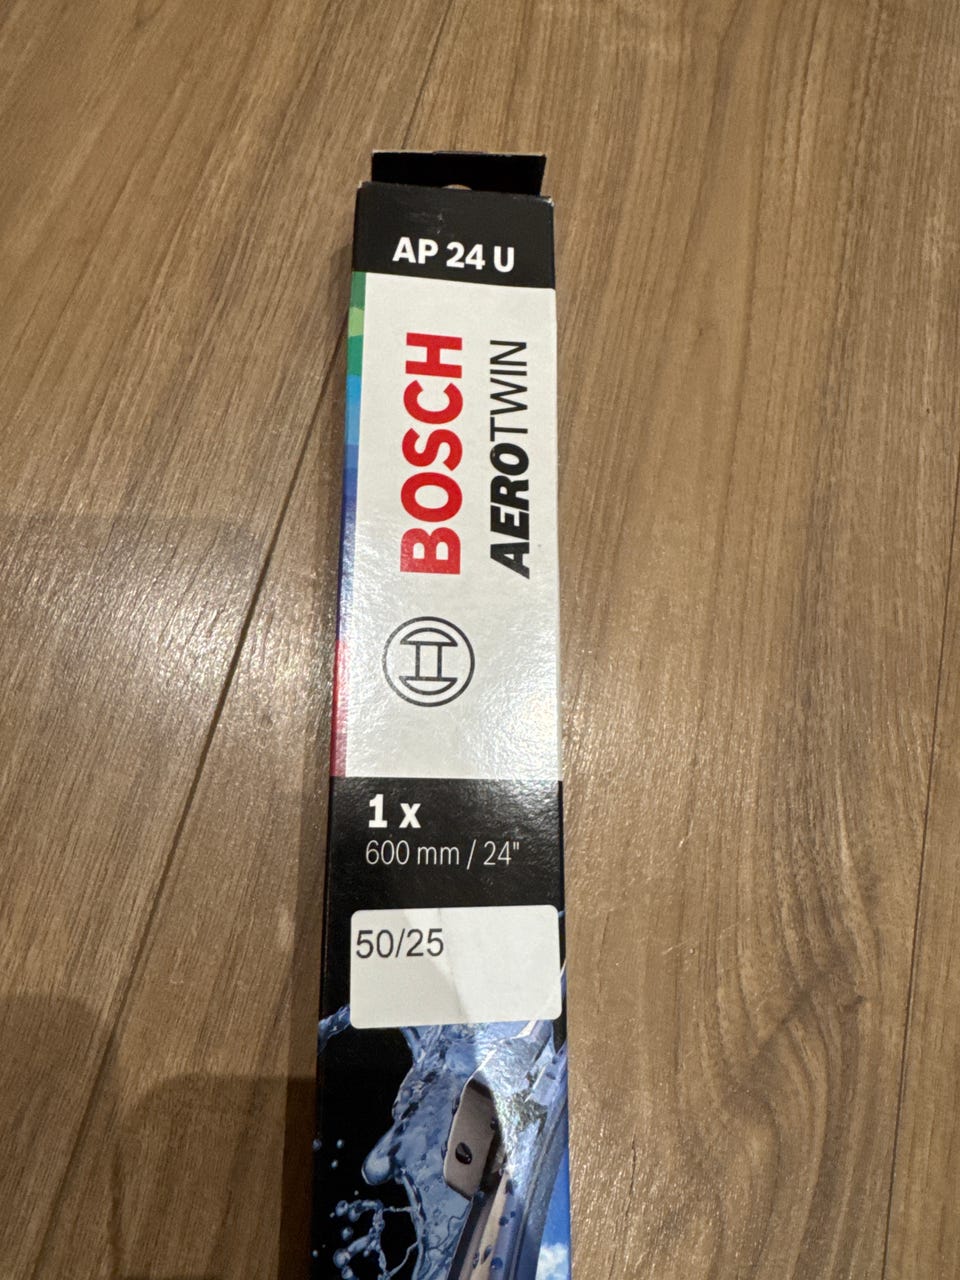 AP 24 U
BOSCH
AEROTWIN
1 x
600 mm / 24"
50/25